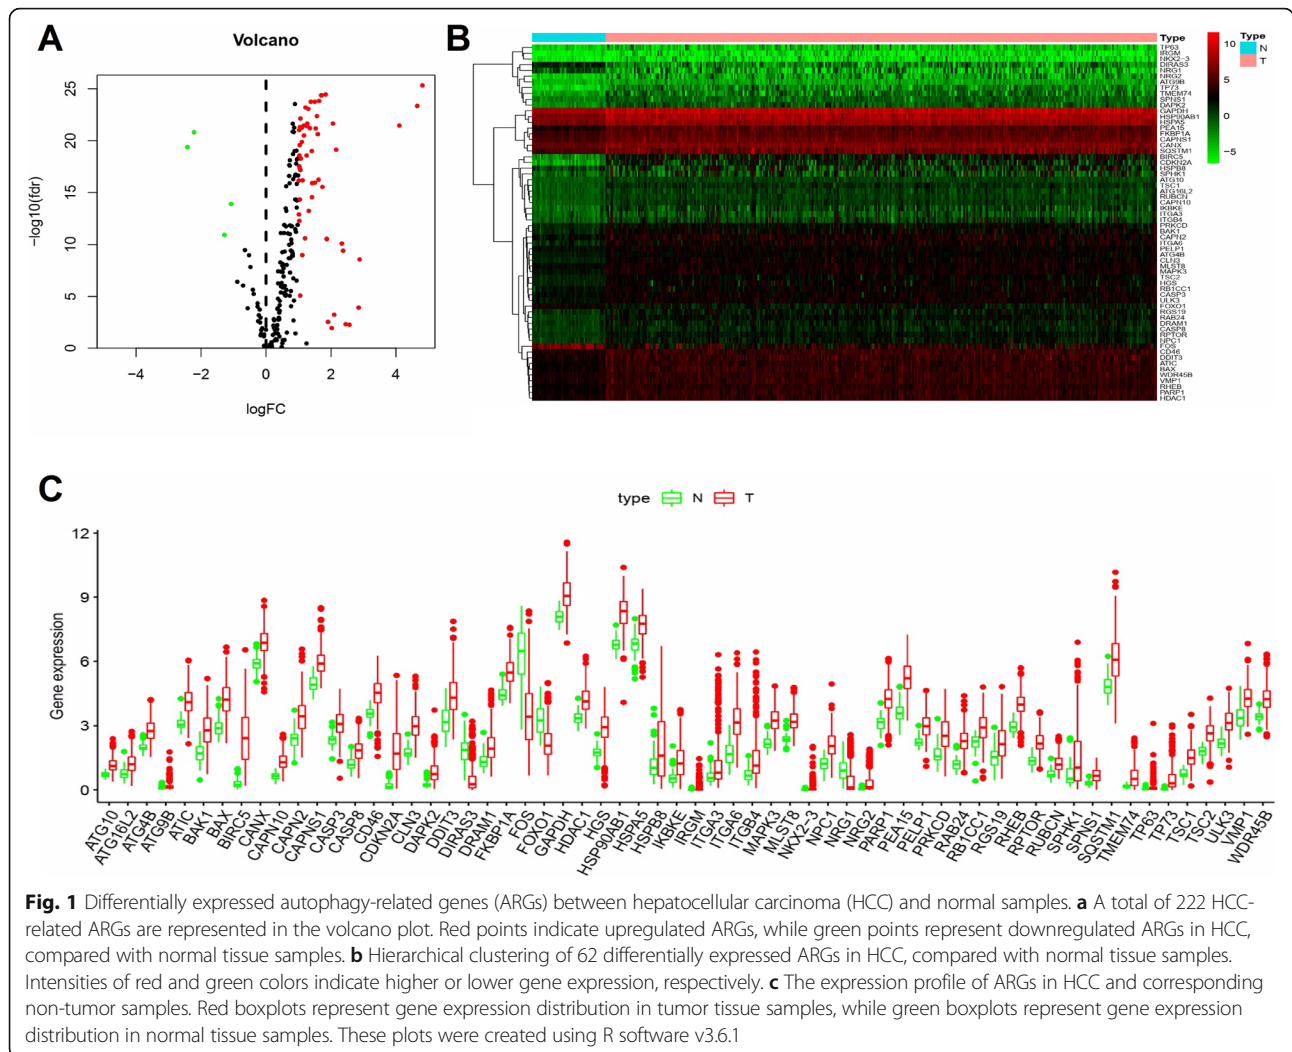 A
Volcano
25
20
15
10
5
0
−4
−2
0
2
4
−log10(fdr)
logFC
B
Type
TP63
IRGM
NKX2−3
DIRAS3
NRG1
NRG2
ATG9B
TP73
TMEM74
SPNS1
DAPK2
GAPDH
HSP90AB1
HSPA5
PEA15
FKBP1A
CAPNS1
CANX
SQSTM1
BIRC5
CDKN2A
HSPB8
SPHK1
ATG10
TSC1
ATG16L2
RUBCN
CAPN10
IKBKE
ITGA3
ITGB4
PRKCD
BAK1
CAPN2
ITGA6
PELP1
ATG4B
CLN3
MLST8
MAPK3
TSC2
HGS
RB1CC1
CASP3
ULK3
FOXO1
RGS19
RAB24
DRAM1
CASP8
RPTOR
NPC1
FOS
CD46
DDIT3
ATIC
BAX
WDR45B
VMP1
RHEB
PARP1
HDAC1
10
5
0
−5
Type
N
T
C
type N T
Gene expression
12
9
6
3
0
ATG10
ATG16L2
ATG4B
ATG9B
ATIC
BAK1
BAX
BIRC5
CANX
CAPN10
CAPN2
CAPNS1
CASP3
CASP8
CD46
CDKN2A
CLN3
DAPK2
DDIT3
DIRAS3
DRAM1
FKBP1A
FOS
FOXO1
GAPDH
HDAC1
HGS
HSP90AB1
HSPA5
HSPB8
IKBKE
IRGM
ITGA3
ITGA6
ITGB4
MAPK3
MLST8
NKX2−3
NPC1
NRG1
NRG2
PARP1
PEA15
PELP1
PRKCD
RAB24
RB1CC1
RGS19
RHEB
RPTOR
RUBCN
SPHK1
SPNS1
SQSTM1
TMEM74
TP63
TP73
TSC1
TSC2
ULK3
VMP1
WDR45B
Fig. 1 Differentially expressed autophagy-related genes (ARGs) between hepatocellular carcinoma (HCC) and normal samples. a A total of 222 HCC-
related ARGs are represented in the volcano plot. Red points indicate upregulated ARGs, while green points represent downregulated ARGs in HCC,
compared with normal tissue samples. b Hierarchical clustering of 62 differentially expressed ARGs in HCC, compared with normal tissue samples.
Intensities of red and green colors indicate higher or lower gene expression, respectively. c The expression profile of ARGs in HCC and corresponding
non-tumor samples. Red boxplots represent gene expression distribution in tumor tissue samples, while green boxplots represent gene expression
distribution in normal tissue samples. These plots were created using R software v3.6.1